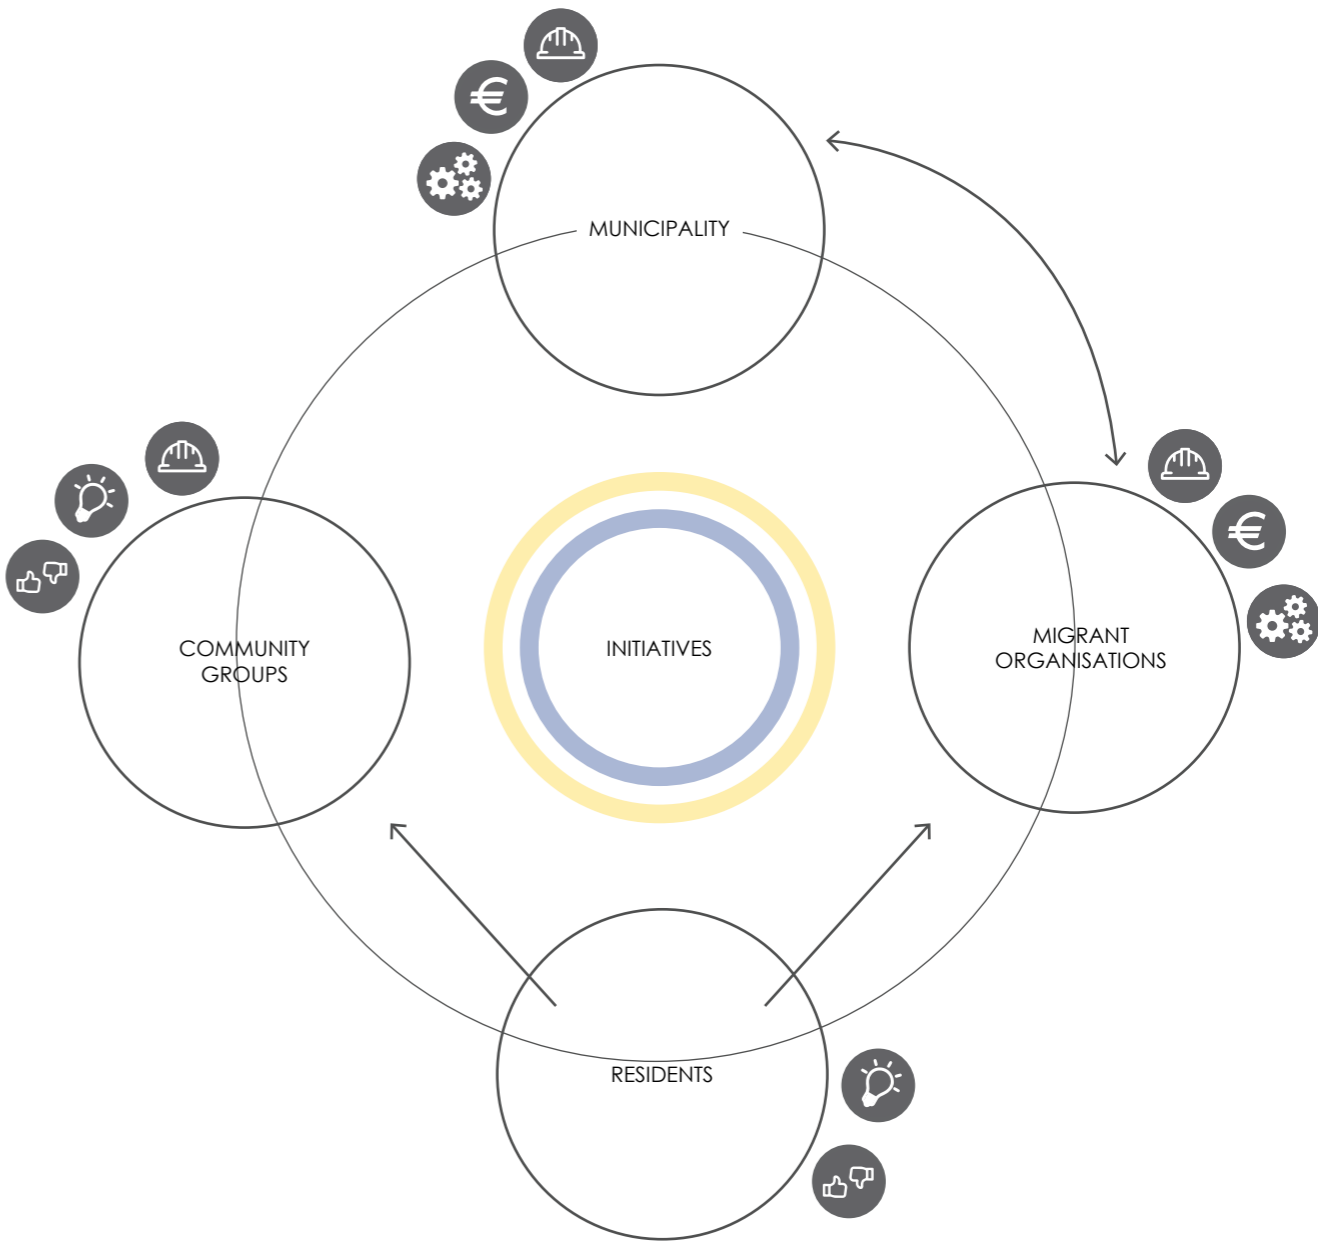 €
MUNICIPALITY
€
COMMUNITY
GROUPS
INITIATIVES
MIGRANT
ORGANISATIONS
RESIDENTS